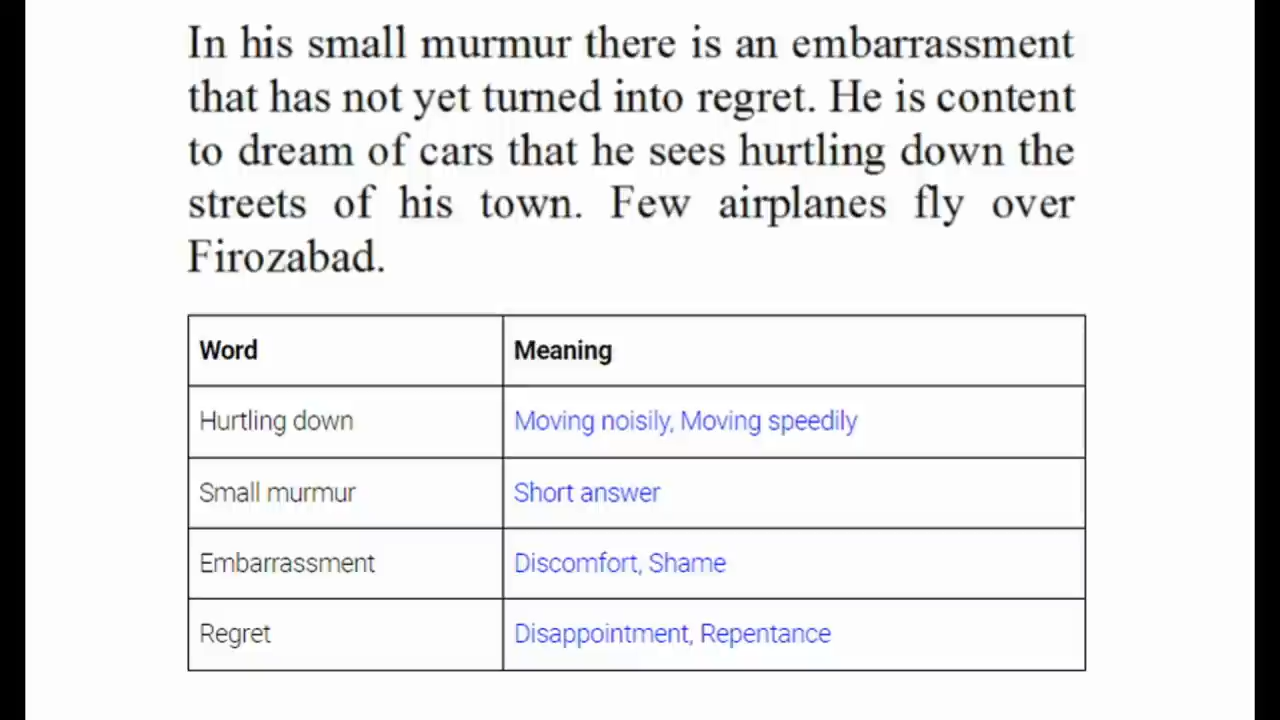 In his small murmur there is an embarrassment
that has not yet turned into regret. He is content
to dream of cars that he sees hurtling down the
streets of his town. Few airplanes fly over
Firozabad.
Word Meaning
Hurtling down Moving noisily, Moving speedily
Small murmur Short answer
Embarrassment Discomfort, Shame
Regret Disappointment, Repentance